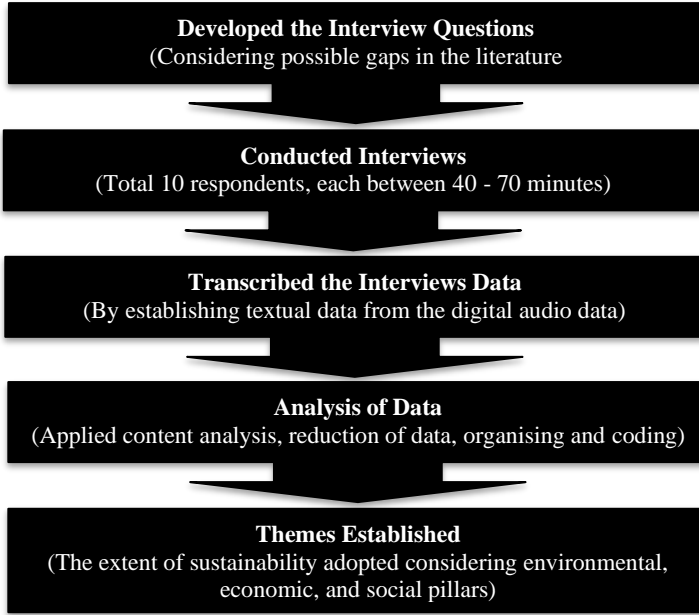 Developed the Interview Questions
(Considering possible gaps in the literature
Conducted Interviews
(Total 10 respondents, each between 40 - 70 minutes)
Transcribed the Interviews Data
(By establishing textual data from the digital audio data)
Analysis of Data
(Applied content analysis, reduction of data, organising and coding)
Themes Established
(The extent of sustainability adopted considering environmental,
economic, and social pillars)